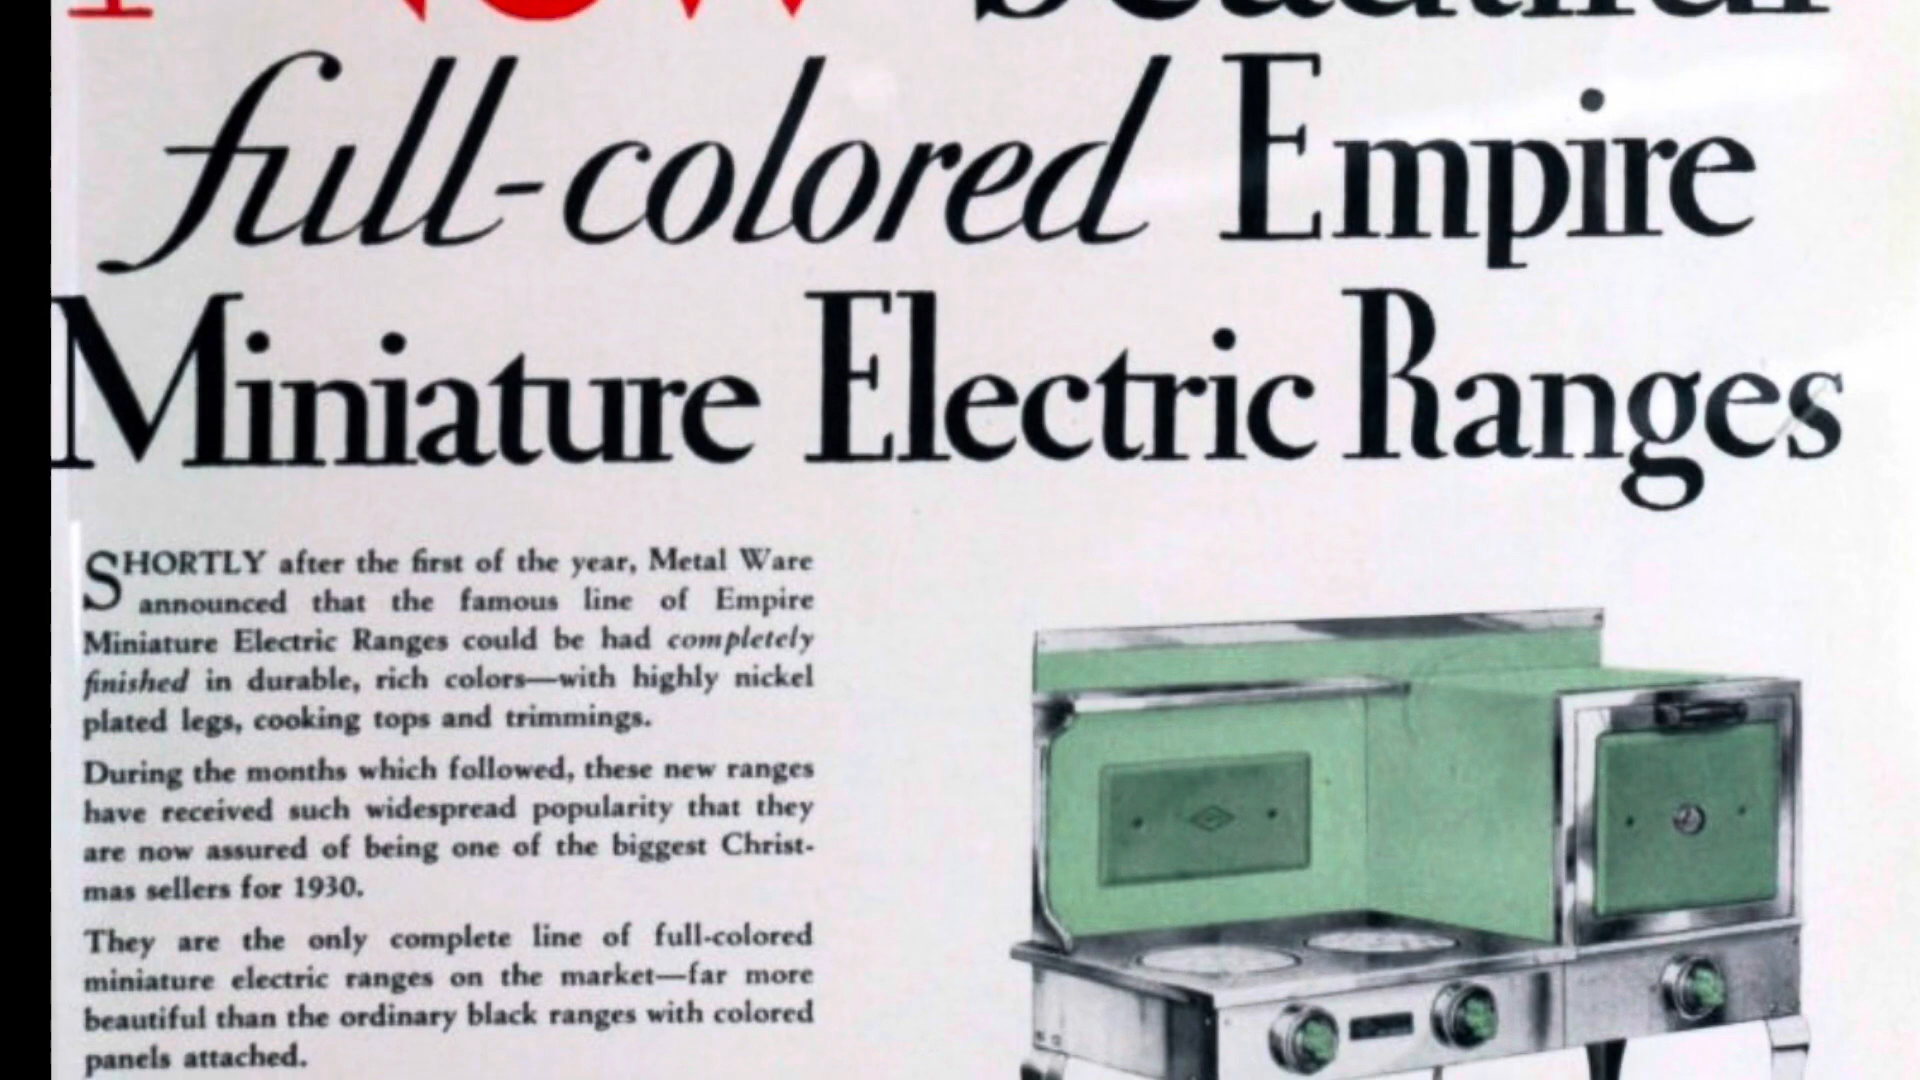 NOW beautiful
full-colored Empire
Miniature Electric Ranges
SHORTLY after the first of the year, Metal Ware
announced that the famous line of Empire
Miniature Electric Ranges could be had completely
finished in durable, rich colors—with highly nickel
plated legs, cooking tops and trimmings.
During the months which followed, these new ranges
have received such widespread popularity that they
are now assured of being one of the biggest Christ-
mas sellers for 1930.
They are the only complete line of full-colored
miniature electric ranges on the market—far more
beautiful than the ordinary black ranges with colored
panels attached.